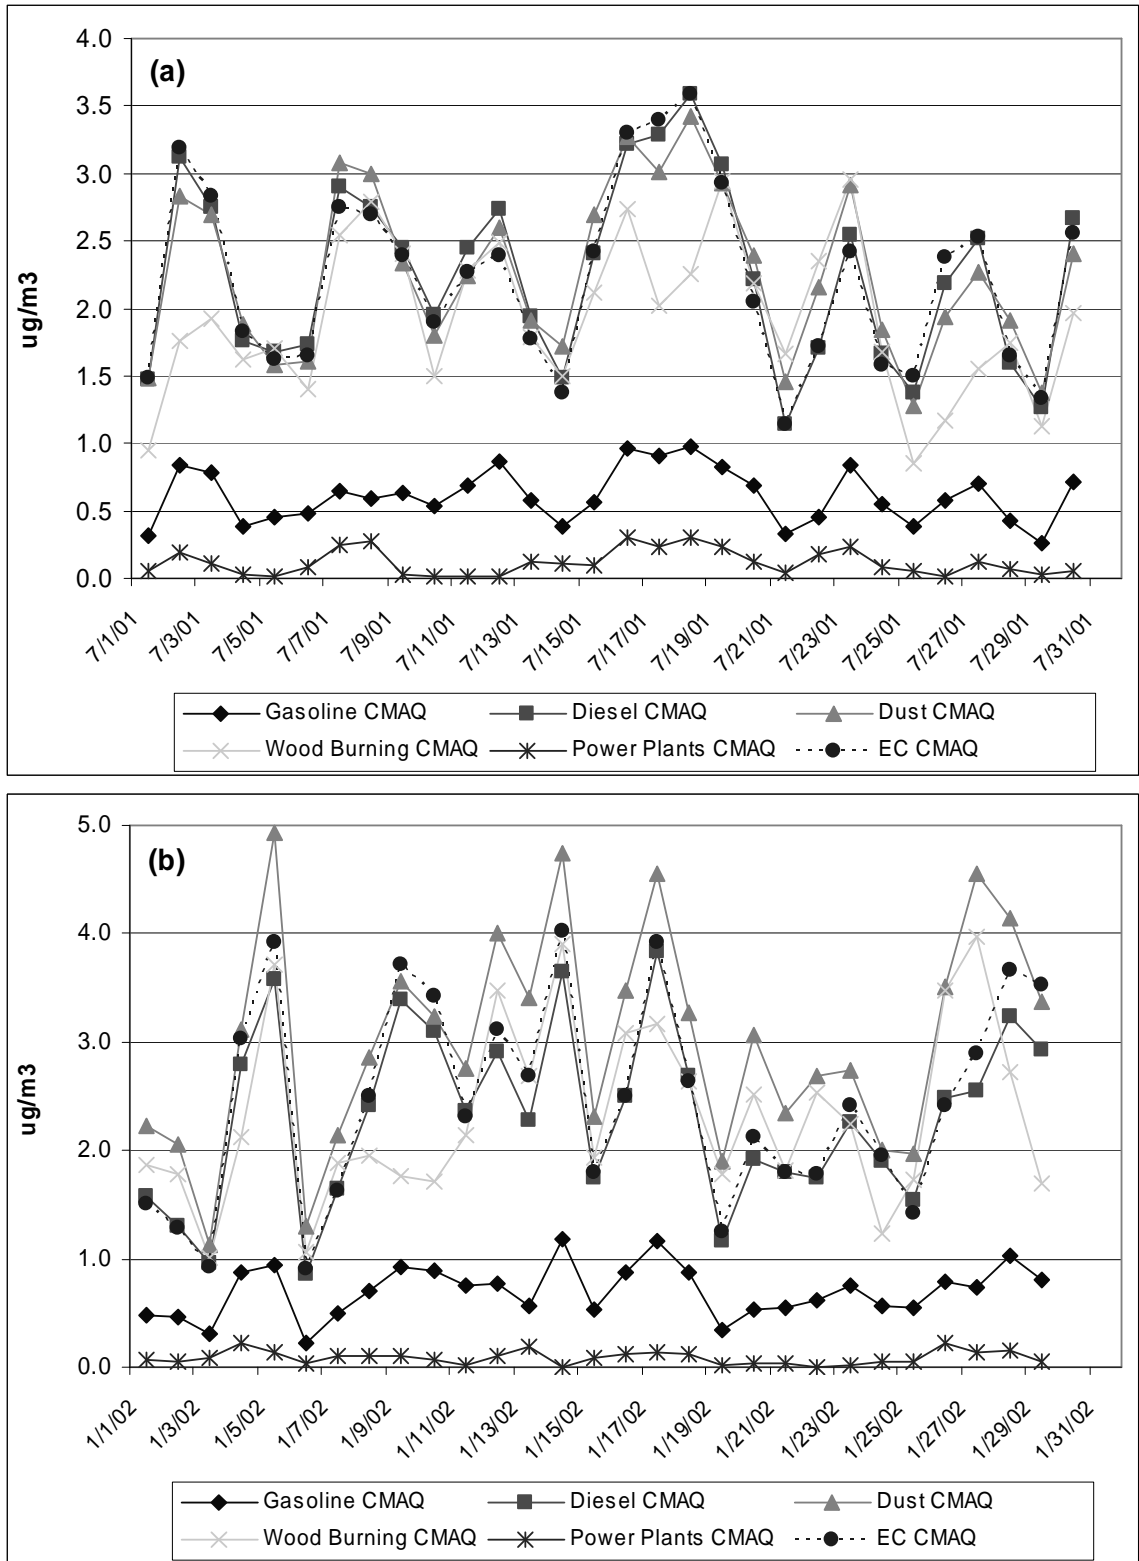 (a)
4.0
3.5
3.0
2.5
2.0
1.5
1.0
0.5
0.0
ug/m3
7/1/01 7/3/01 7/5/01 7/7/01 7/9/01 7/11/01 7/13/01 7/15/01 7/17/01 7/19/01 7/21/01 7/23/01 7/25/01 7/27/01 7/29/01 7/31/01
Gasoline CMAQ Diesel CMAQ Dust CMAQ
Wood Burning CMAQ Power Plants CMAQ EC CMAQ
(b)
5.0
4.0
3.0
2.0
1.0
0.0
ug/m3
1/1/02 1/3/02 1/5/02 1/7/02 1/9/02 1/11/02 1/13/02 1/15/02 1/17/02 1/19/02 1/21/02 1/23/02 1/25/02 1/27/02 1/29/02 1/31/02
Gasoline CMAQ Diesel CMAQ Dust CMAQ
Wood Burning CMAQ Power Plants CMAQ EC CMAQ